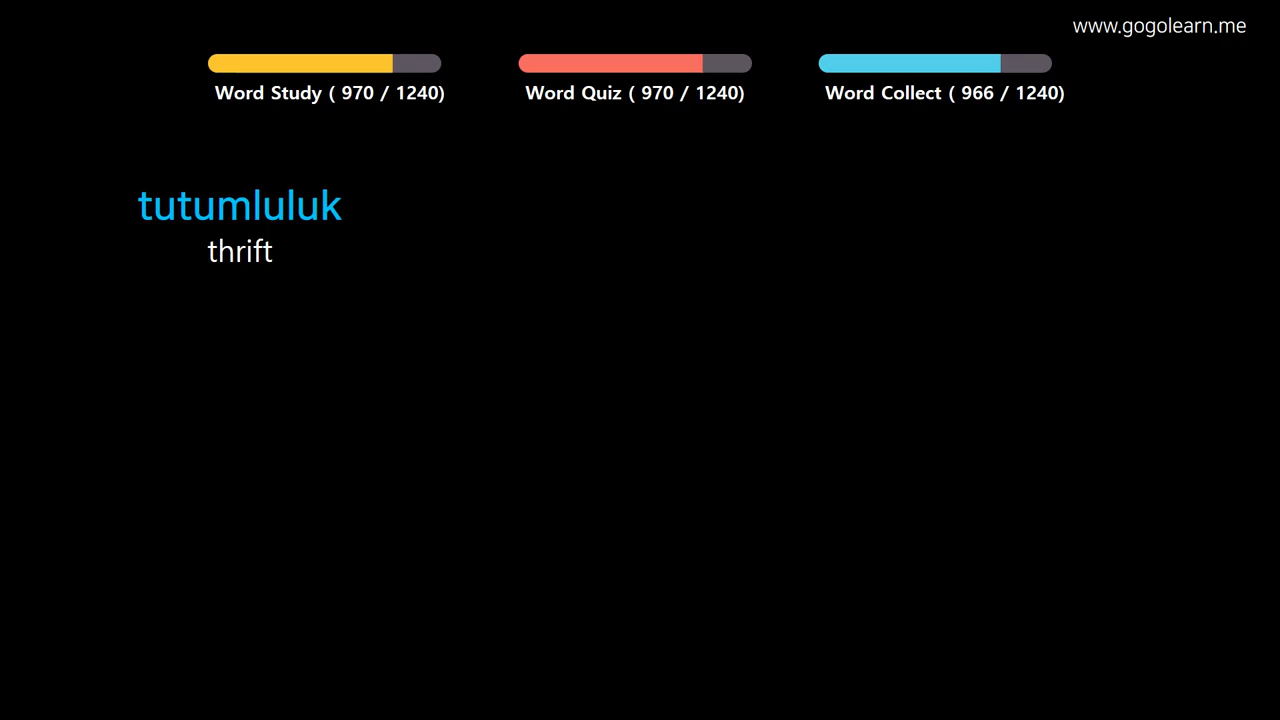 www.gogolearn.me
Word Study ( 970 / 1240)
Word Quiz ( 970 / 1240)
Word Collect ( 966 / 1240)
tutumluluk
thrift